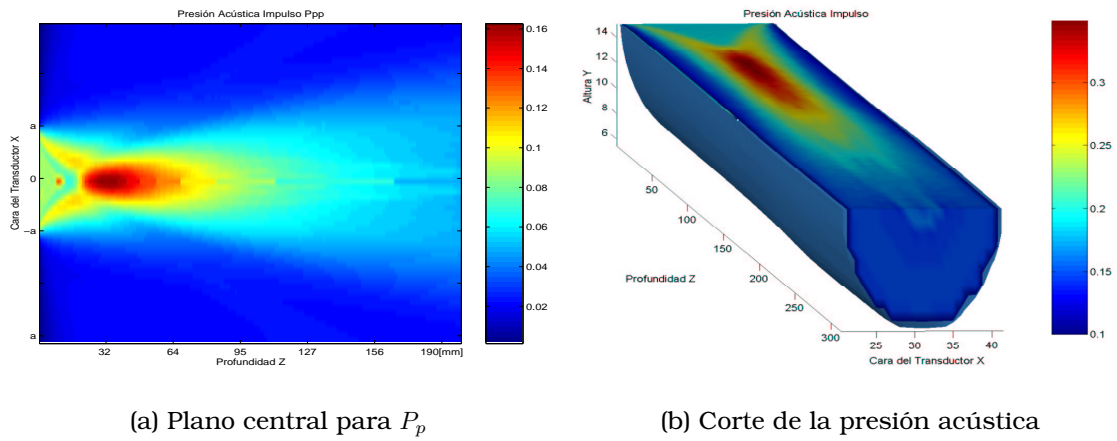 Presión Acústica Impulso Ppp
Cara del Transductor X
a
0
−a
a
32 64 95 127 156 190[mm]
Profundidad Z
0.16
0.14
0.12
0.10
0.08
0.06
0.04
0.02
(a) Plano central para Pp
Presión Acústica Impulso
Altura Y
14
12
10
8
6
50
100
150
200
250
300
Profundidad Z
25 30 35 40
Cara del Transductor X
0.3
0.25
0.2
0.15
0.1
(b) Corte de la presión acústica